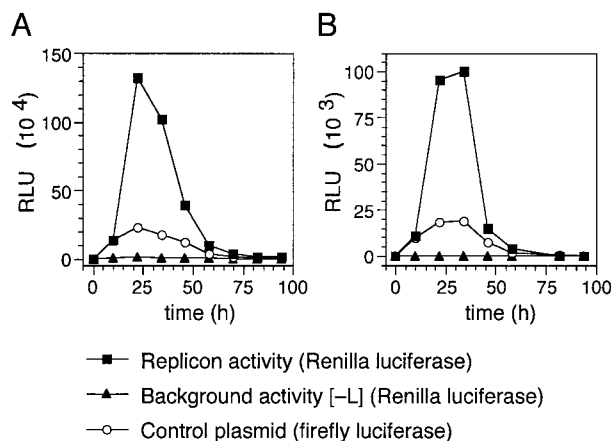 A
B
RLU (10 4)
150
100
50
0
0 25 50 75 100
time (h)
RLU (10 3)
100
75
50
25
0
0 25 50 75 100
time (h)
Replicon activity (Renilla luciferase)
Background activity [–L] (Renilla luciferase)
Control plasmid (firefly luciferase)